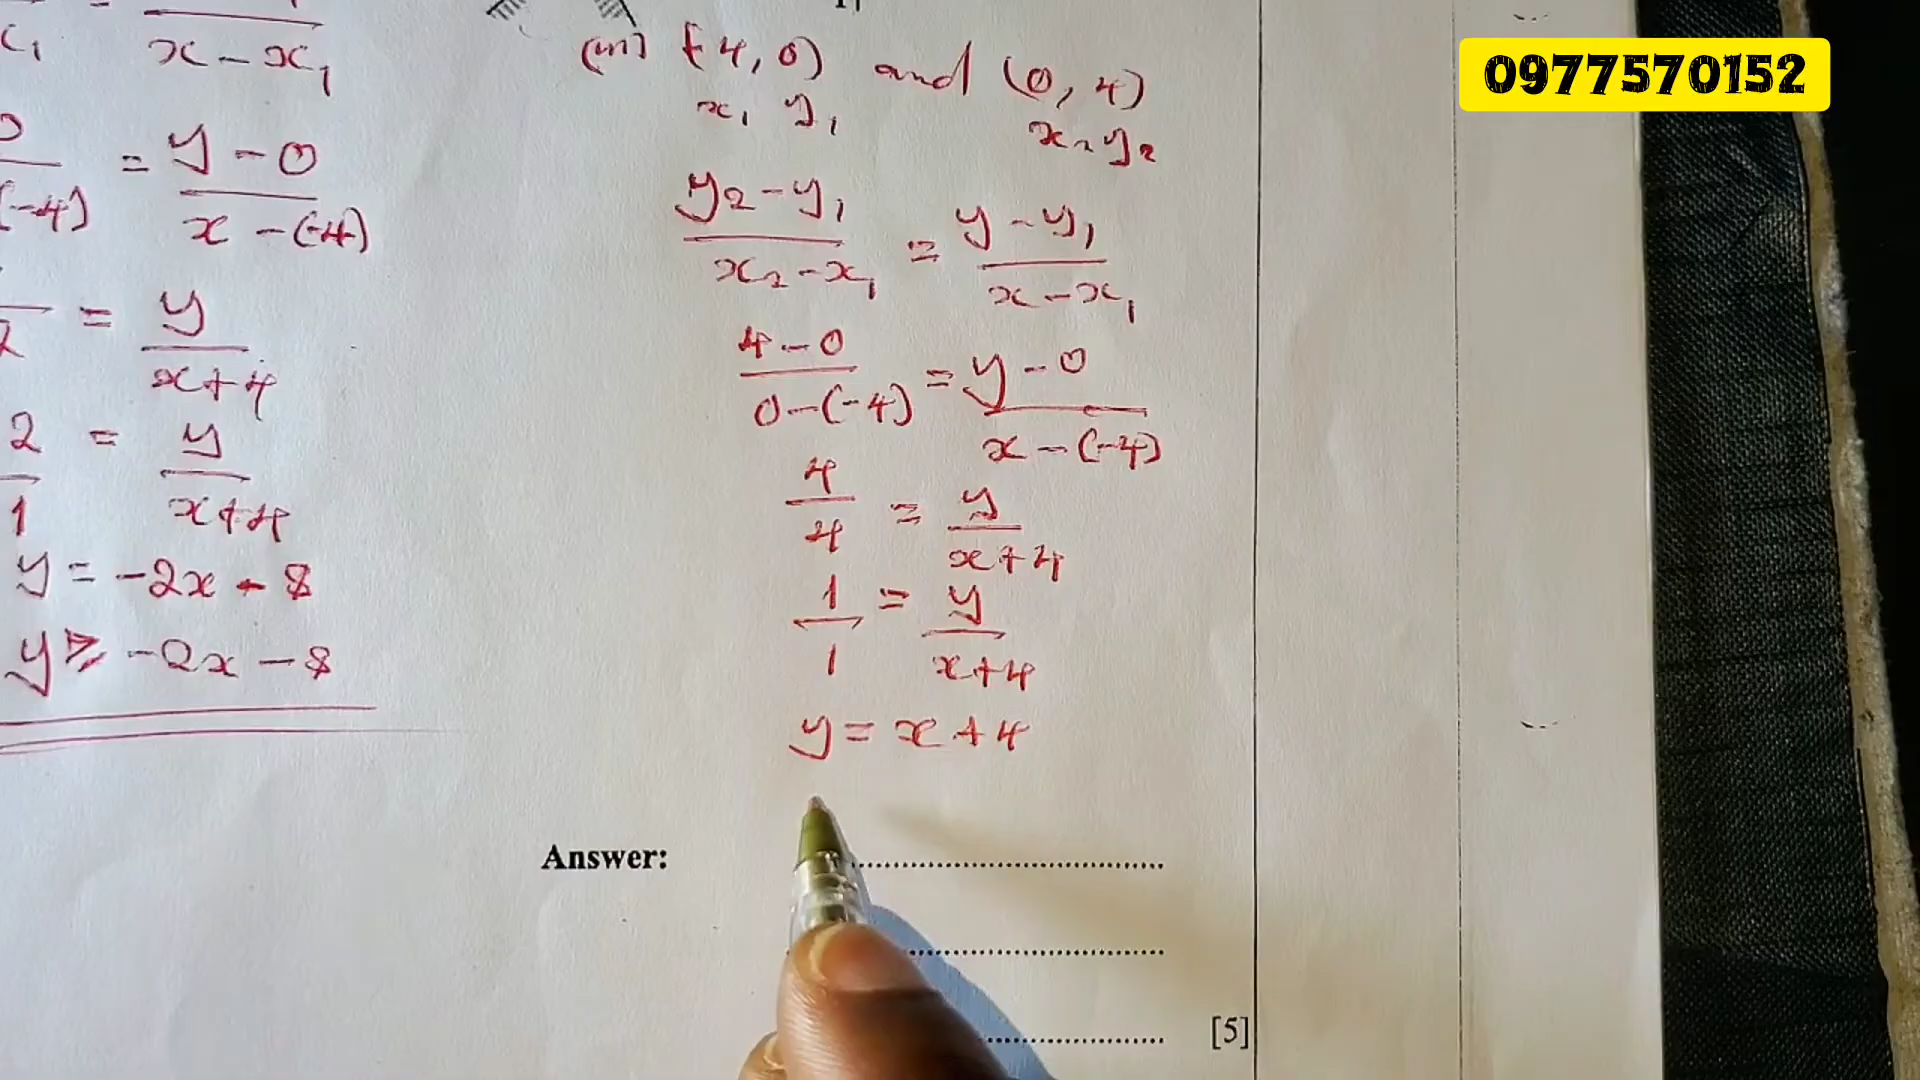 x₁ x - x₁
(-4) = y - 0 / x - (-4)
= y / x+4
2/1 = y / x+4
y = -2x - 8
y ⩾ -2x - 8
(m) (-4, 0) and (0, 4)
x₁ y₁ x₂ y₂
y₂ - y₁ / x₂ - x₁ = y - y₁ / x - x₁
4 - 0 / 0 - (-4) = y - 0 / x - (-4)
4/4 = y / x+4
1/1 = y / x+4
y = x + 4
Answer: ..............................
..............................
.............................. [5]
0977570152